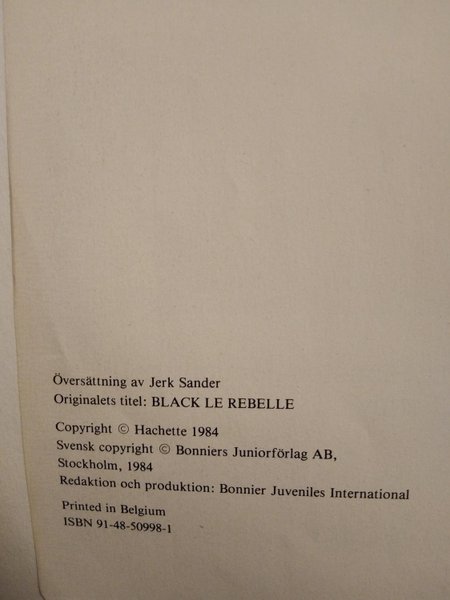 Översättning av Jerk Sander
Originalets titel: BLACK LE REBELLE
Copyright © Hachette 1984
Svensk copyright © Bonniers Juniorförlag AB,
Stockholm, 1984
Redaktion och produktion: Bonnier Juveniles International
Printed in Belgium
ISBN 91-48-50998-1